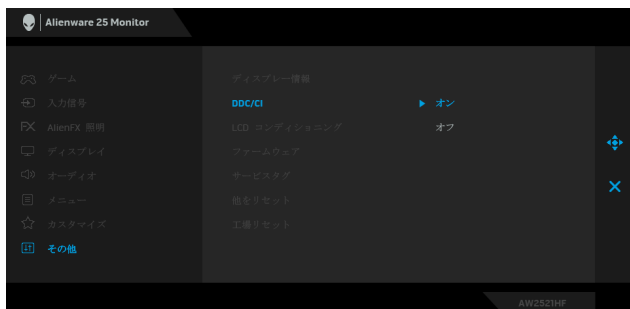 Alienware 25 Monitor
ゲーム
入力信号
AlienFX 照明
ディスプレイ
オーディオ
メニュー
カスタマイズ
その他
ディスプレー情報
DDC/CI
LCD コンディショニング
ファームウェア
サービスタグ
他をリセット
工場リセット
オン
オフ
AW2521HF